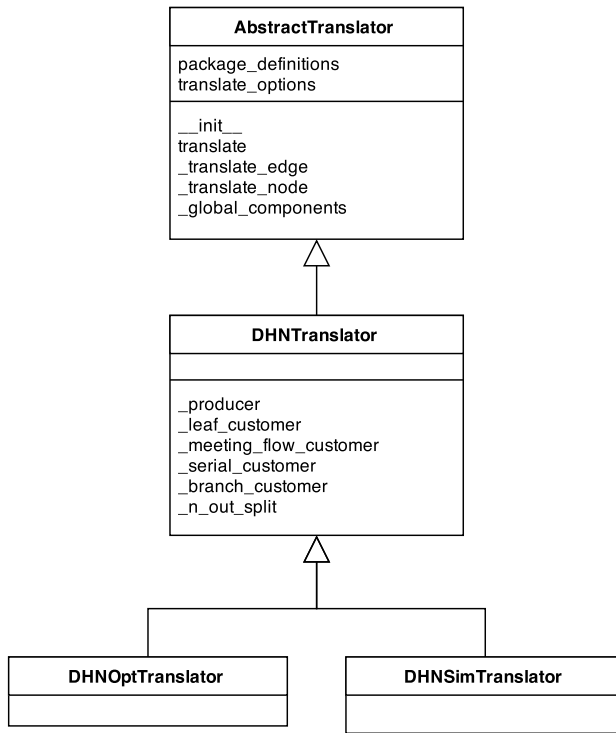 AbstractTranslator
package_definitions
translate_options
__init__
translate
_translate_edge
_translate_node
_global_components
DHNTranslator
_producer
_leaf_customer
_meeting_flow_customer
_serial_customer
_branch_customer
_n_out_split
DHNOptTranslator
DHNSimTranslator